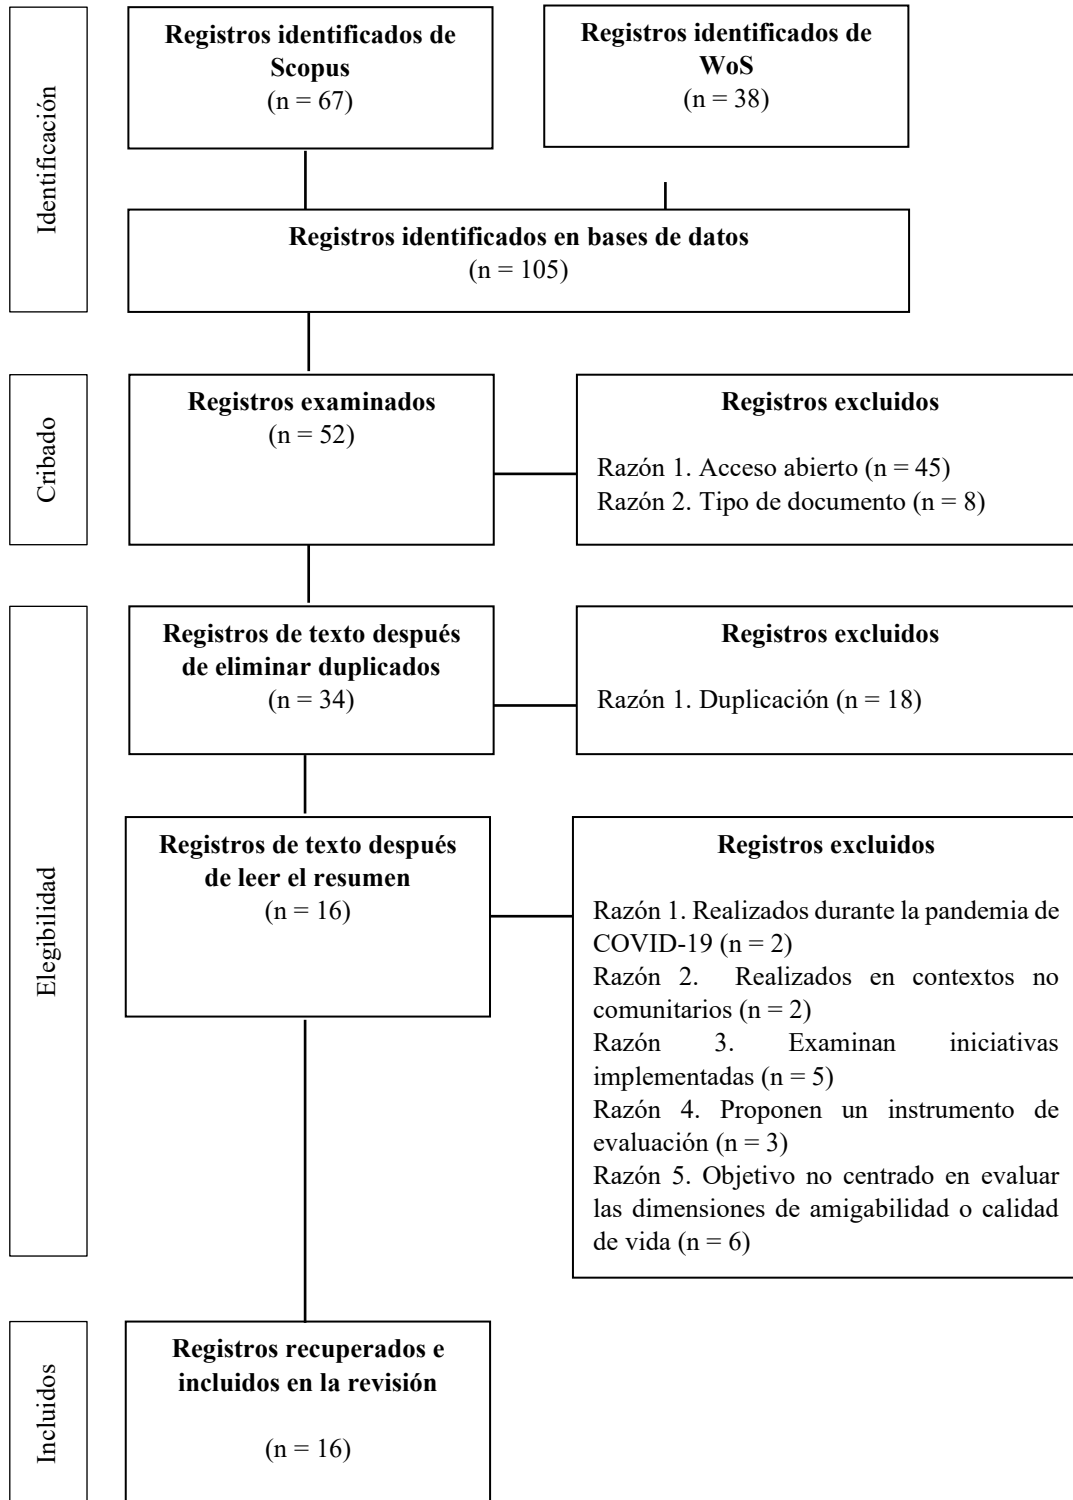 Identificación
Registros identificados de
Scopus
(n = 67)
Registros identificados de
WoS
(n = 38)
Registros identificados en bases de datos
(n = 105)
Cribado
Registros examinados
(n = 52)
Registros excluidos
Razón 1. Acceso abierto (n = 45)
Razón 2. Tipo de documento (n = 8)
Elegibilidad
Registros de texto después
de eliminar duplicados
(n = 34)
Registros excluidos
Razón 1. Duplicación (n = 18)
Registros de texto después
de leer el resumen
(n = 16)
Registros excluidos
Razón 1. Realizados durante la pandemia de
COVID-19 (n = 2)
Razón 2. Realizados en contextos no
comunitarios (n = 2)
Razón 3. Examinan iniciativas
implementadas (n = 5)
Razón 4. Proponen un instrumento de
evaluación (n = 3)
Razón 5. Objetivo no centrado en evaluar
las dimensiones de amigabilidad o calidad
de vida (n = 6)
Incluidos
Registros recuperados e
incluidos en la revisión
(n = 16)